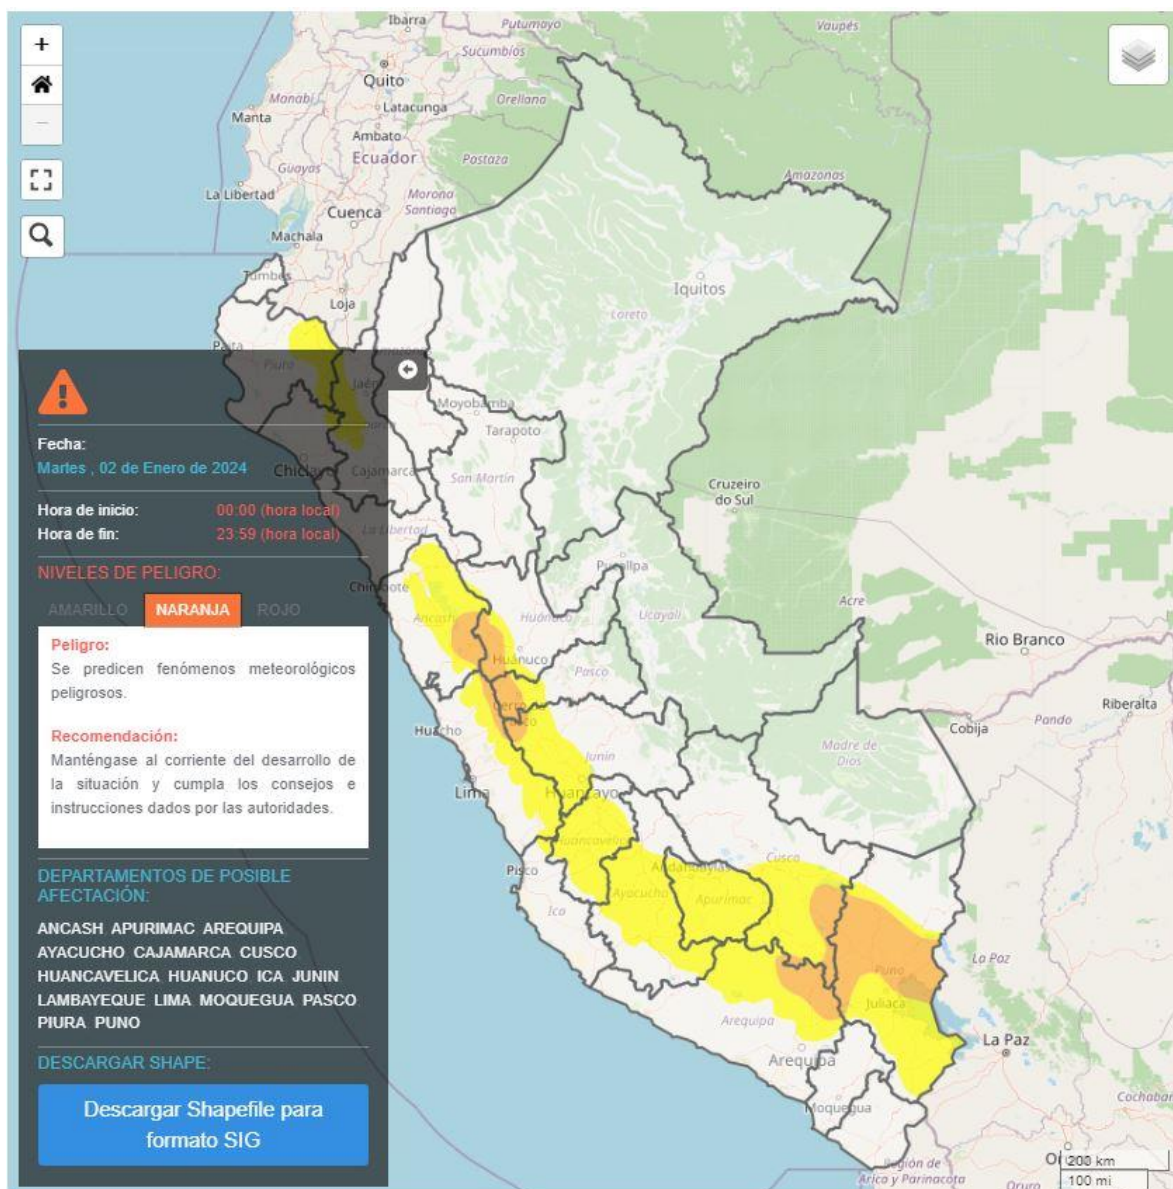 Ibarra
Putumayo
Vaupés
Sucumbíos
Quito
Orellana
Manabí
Latacunga
Manta
Ambato
Ecuador
Pastaza
Amazonas
Guayas
Morona
Santiago
La Libertad
Cuenca
Machala
Tumbes
Loja
Iquitos
Loreto
Piura
Jaén
Moyobamba
Tarapoto
Chiclayo
Cajamarca
San Martín
Cruzeiro
do Sul
La Libertad
Pucallpa
Chimbote
Ancash
Huánuco
Ucayali
Acre
Rio Branco
Huánuco
Pasco
Riberalta
Cobija
Pando
Huacho
Junín
Madre de
Dios
Lima
Huancayo
Huancavelica
Pisco
Andahuaylas
Cusco
Ayacucho
Apurímac
Ica
La Paz
Puno
Juliaca
Arequipa
La Paz
Arequipa
Moquegua
Región de
Arica y Parinacota
Oruro
200 km
100 mi
Fecha:
Martes , 02 de Enero de 2024
Hora de inicio: 00:00 (hora local)
Hora de fin: 23:59 (hora local)
NIVELES DE PELIGRO:
AMARILLO NARANJA ROJO
Peligro:
Se predicen fenómenos meteorológicos
peligrosos.
Recomendación:
Manténgase al corriente del desarrollo de
la situación y cumpla los consejos e
instrucciones dados por las autoridades.
DEPARTAMENTOS DE POSIBLE
AFECTACIÓN:
ANCASH APURIMAC AREQUIPA
AYACUCHO CAJAMARCA CUSCO
HUANCAVELICA HUANUCO ICA JUNIN
LAMBAYEQUE LIMA MOQUEGUA PASCO
PIURA PUNO
DESCARGAR SHAPE:
Descargar Shapefile para
formato SIG